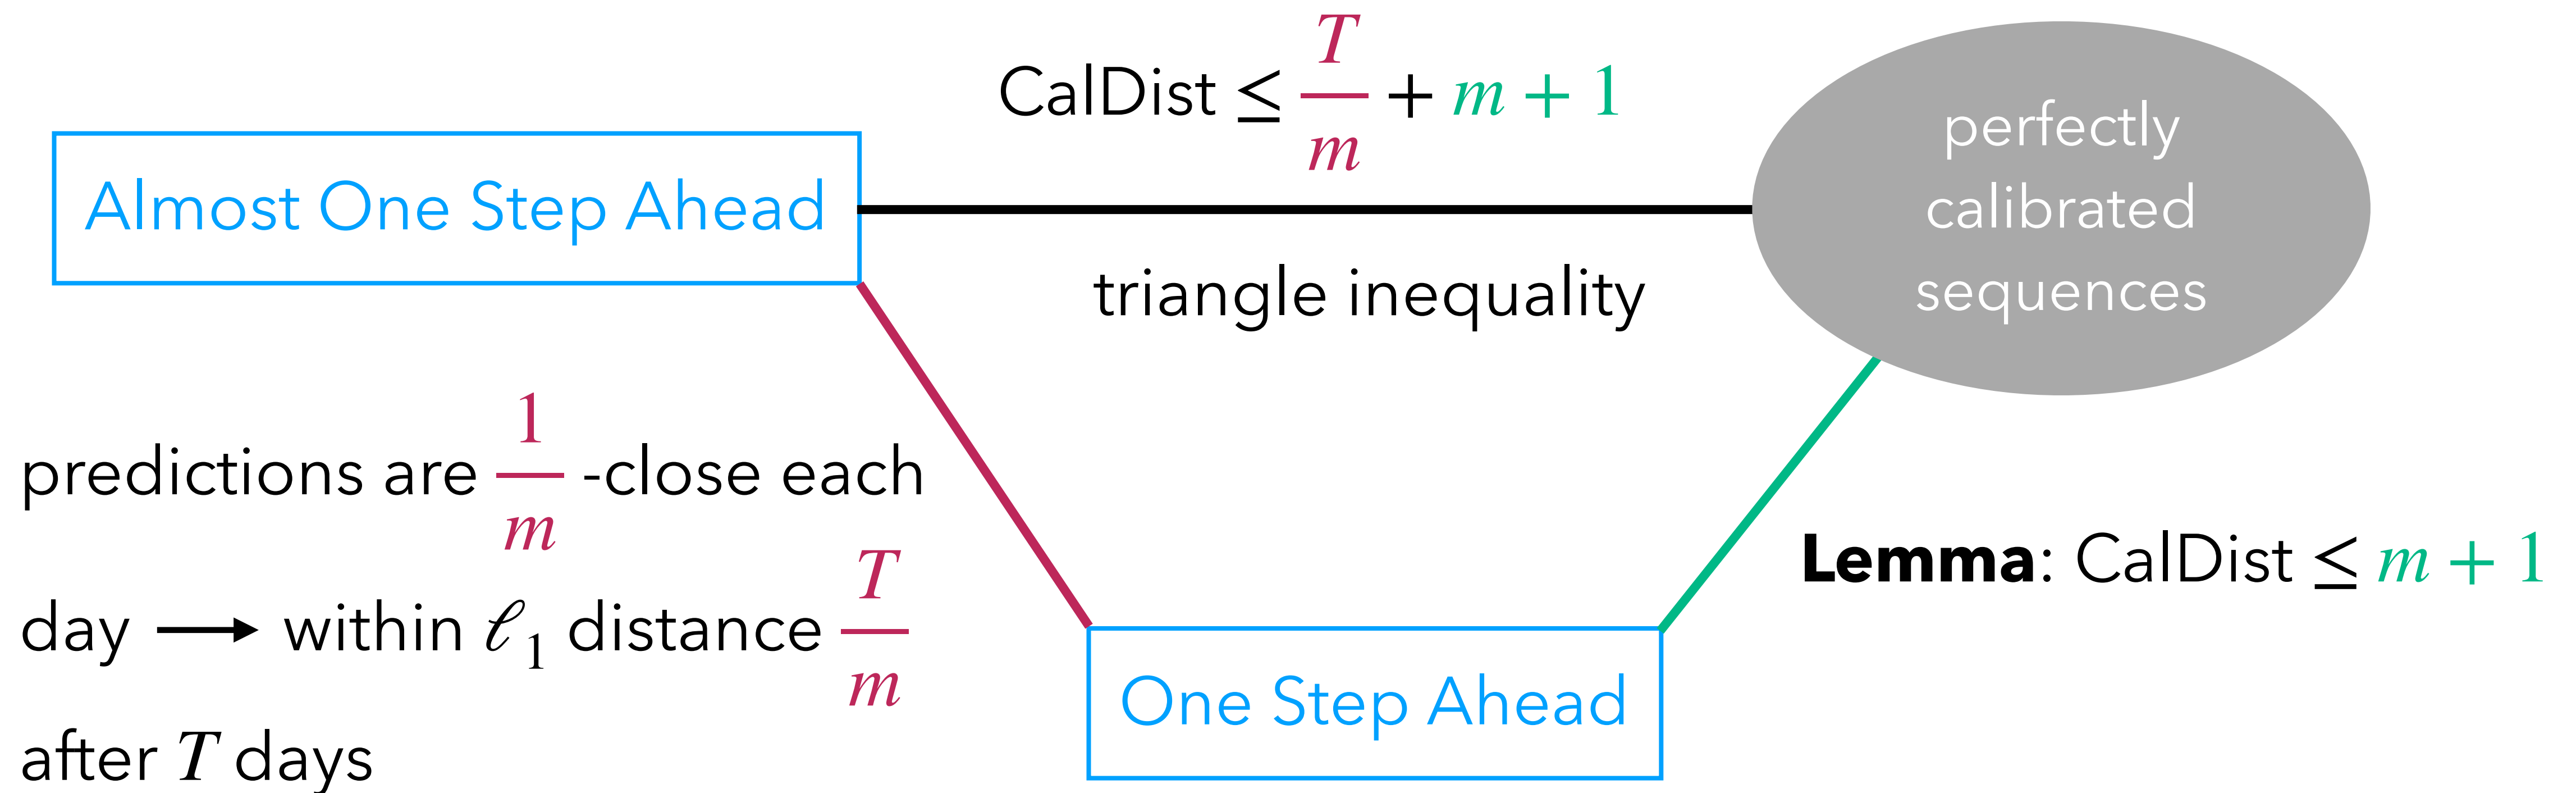 CalDist ≤ T/m + m + 1
Almost One Step Ahead
perfectly
calibrated
sequences
triangle inequality
predictions are 1/m -close each
day → within ℓ₁ distance T/m
after T days
Lemma: CalDist ≤ m + 1
One Step Ahead